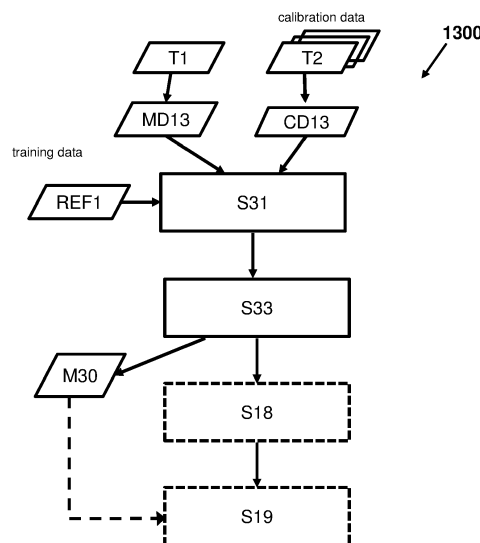 calibration data
1300
T1
T2
MD13
CD13
training data
REF1
S31
S33
M30
S18
S19